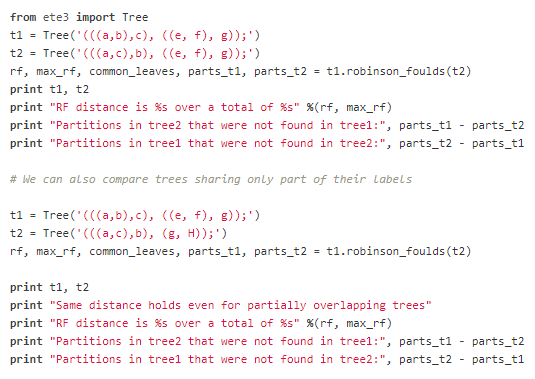 from ete3 import Tree
t1 = Tree('(((a,b),c), ((e, f), g));')
t2 = Tree('(((a,c),b), ((e, f), g));')
rf, max_rf, common_leaves, parts_t1, parts_t2 = t1.robinson_foulds(t2)
print t1, t2
print "RF distance is %s over a total of %s" %(rf, max_rf)
print "Partitions in tree2 that were not found in tree1:", parts_t1 - parts_t2
print "Partitions in tree1 that were not found in tree2:", parts_t2 - parts_t1
# We can also compare trees sharing only part of their labels
t1 = Tree('(((a,b),c), ((e, f), g));')
t2 = Tree('(((a,c),b), (g, H));')
rf, max_rf, common_leaves, parts_t1, parts_t2 = t1.robinson_foulds(t2)
print t1, t2
print "Same distance holds even for partially overlapping trees"
print "RF distance is %s over a total of %s" %(rf, max_rf)
print "Partitions in tree2 that were not found in tree1:", parts_t1 - parts_t2
print "Partitions in tree1 that were not found in tree2:", parts_t2 - parts_t1